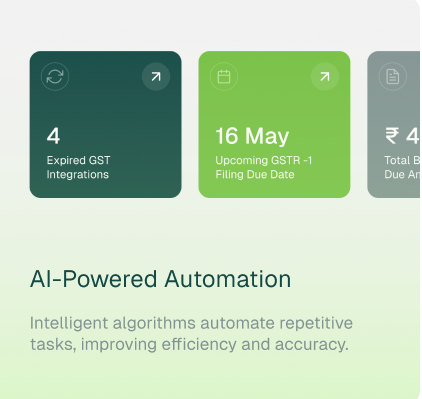 4
Expired GST
Integrations
16 May
Upcoming GSTR -1
Filing Due Date
₹ 4
Total B
Due An
AI-Powered Automation
Intelligent algorithms automate repetitive
tasks, improving efficiency and accuracy.